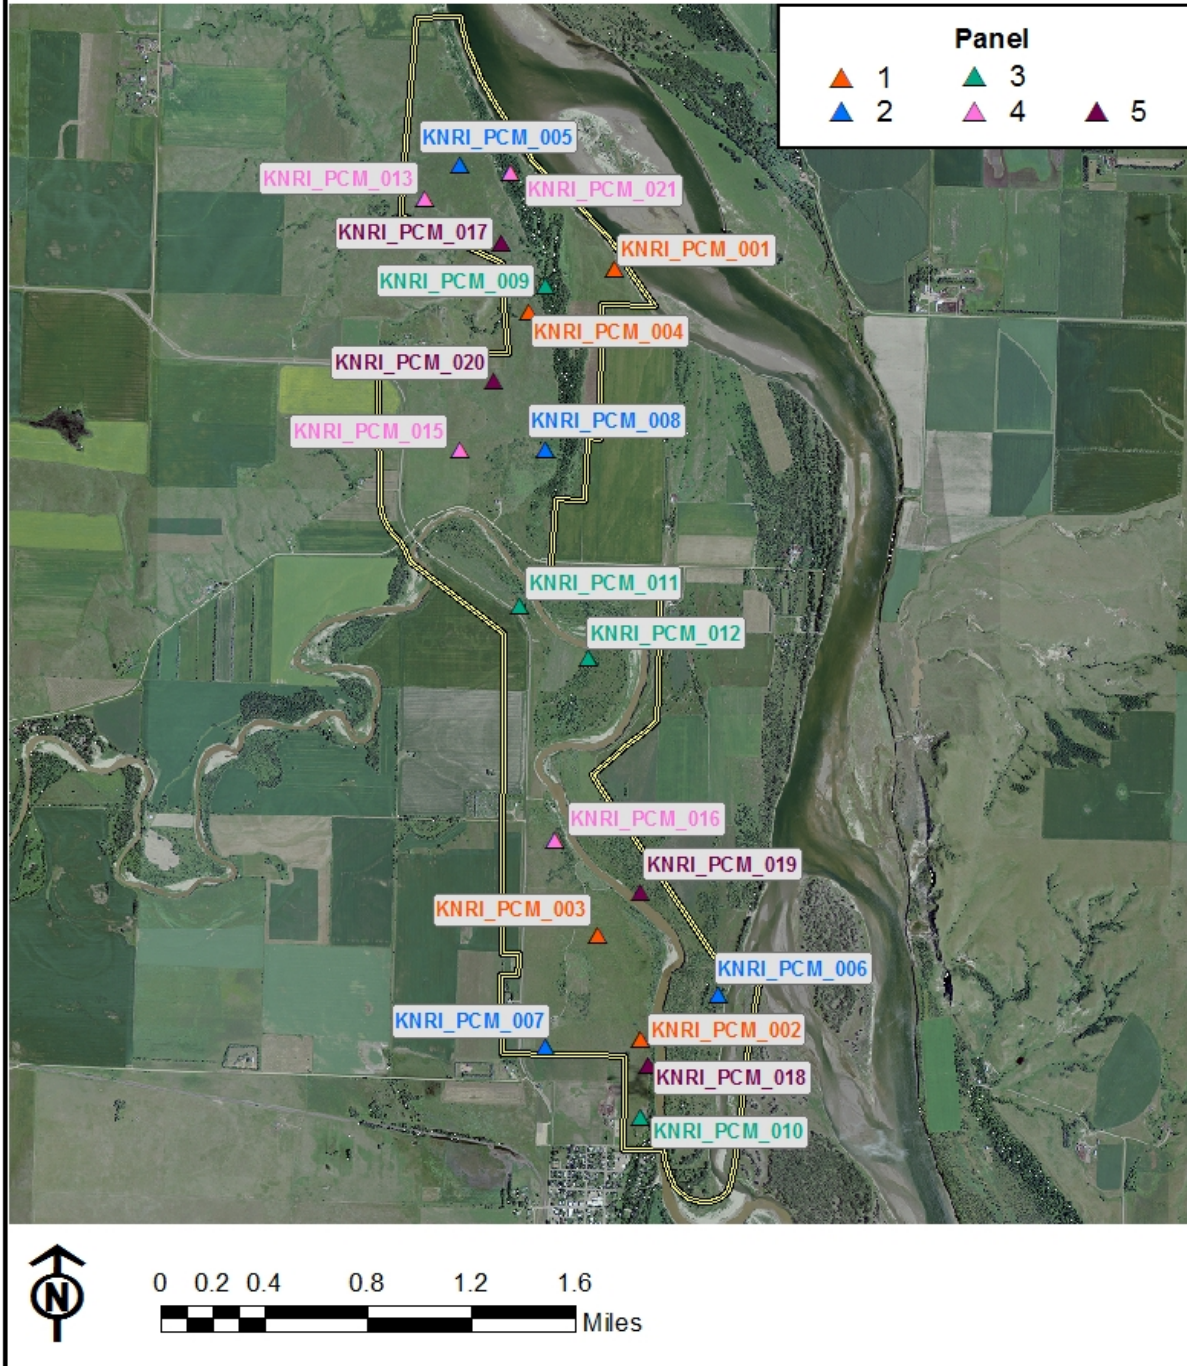 Panel
1 3
2 4 5
KNRI_PCM_005
KNRI_PCM_013
KNRI_PCM_021
KNRI_PCM_017
KNRI_PCM_001
KNRI_PCM_009
KNRI_PCM_004
KNRI_PCM_020
KNRI_PCM_008
KNRI_PCM_015
KNRI_PCM_011
KNRI_PCM_012
KNRI_PCM_016
KNRI_PCM_019
KNRI_PCM_003
KNRI_PCM_006
KNRI_PCM_007
KNRI_PCM_002
KNRI_PCM_018
KNRI_PCM_010
N
0 0.2 0.4 0.8 1.2 1.6
Miles